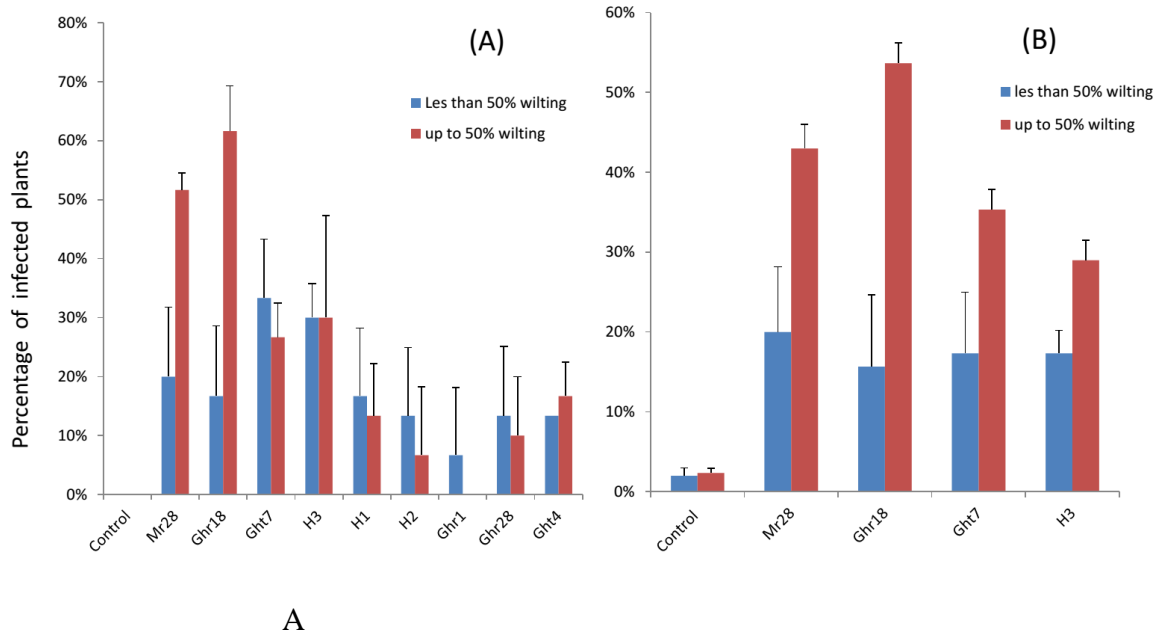 (A)
Les than 50% wilting
up to 50% wilting
Percentage of infected plants
80%
70%
60%
50%
40%
30%
20%
10%
0%
Control
Mr28
Ghr18
Ght7
H3
H1
H2
Ghr1
Ghr28
Ght4
(B)
less than 50% wilting
up to 50% wilting
60%
50%
40%
30%
20%
10%
0%
Control
Mr28
Ghr18
Ght7
H3
A